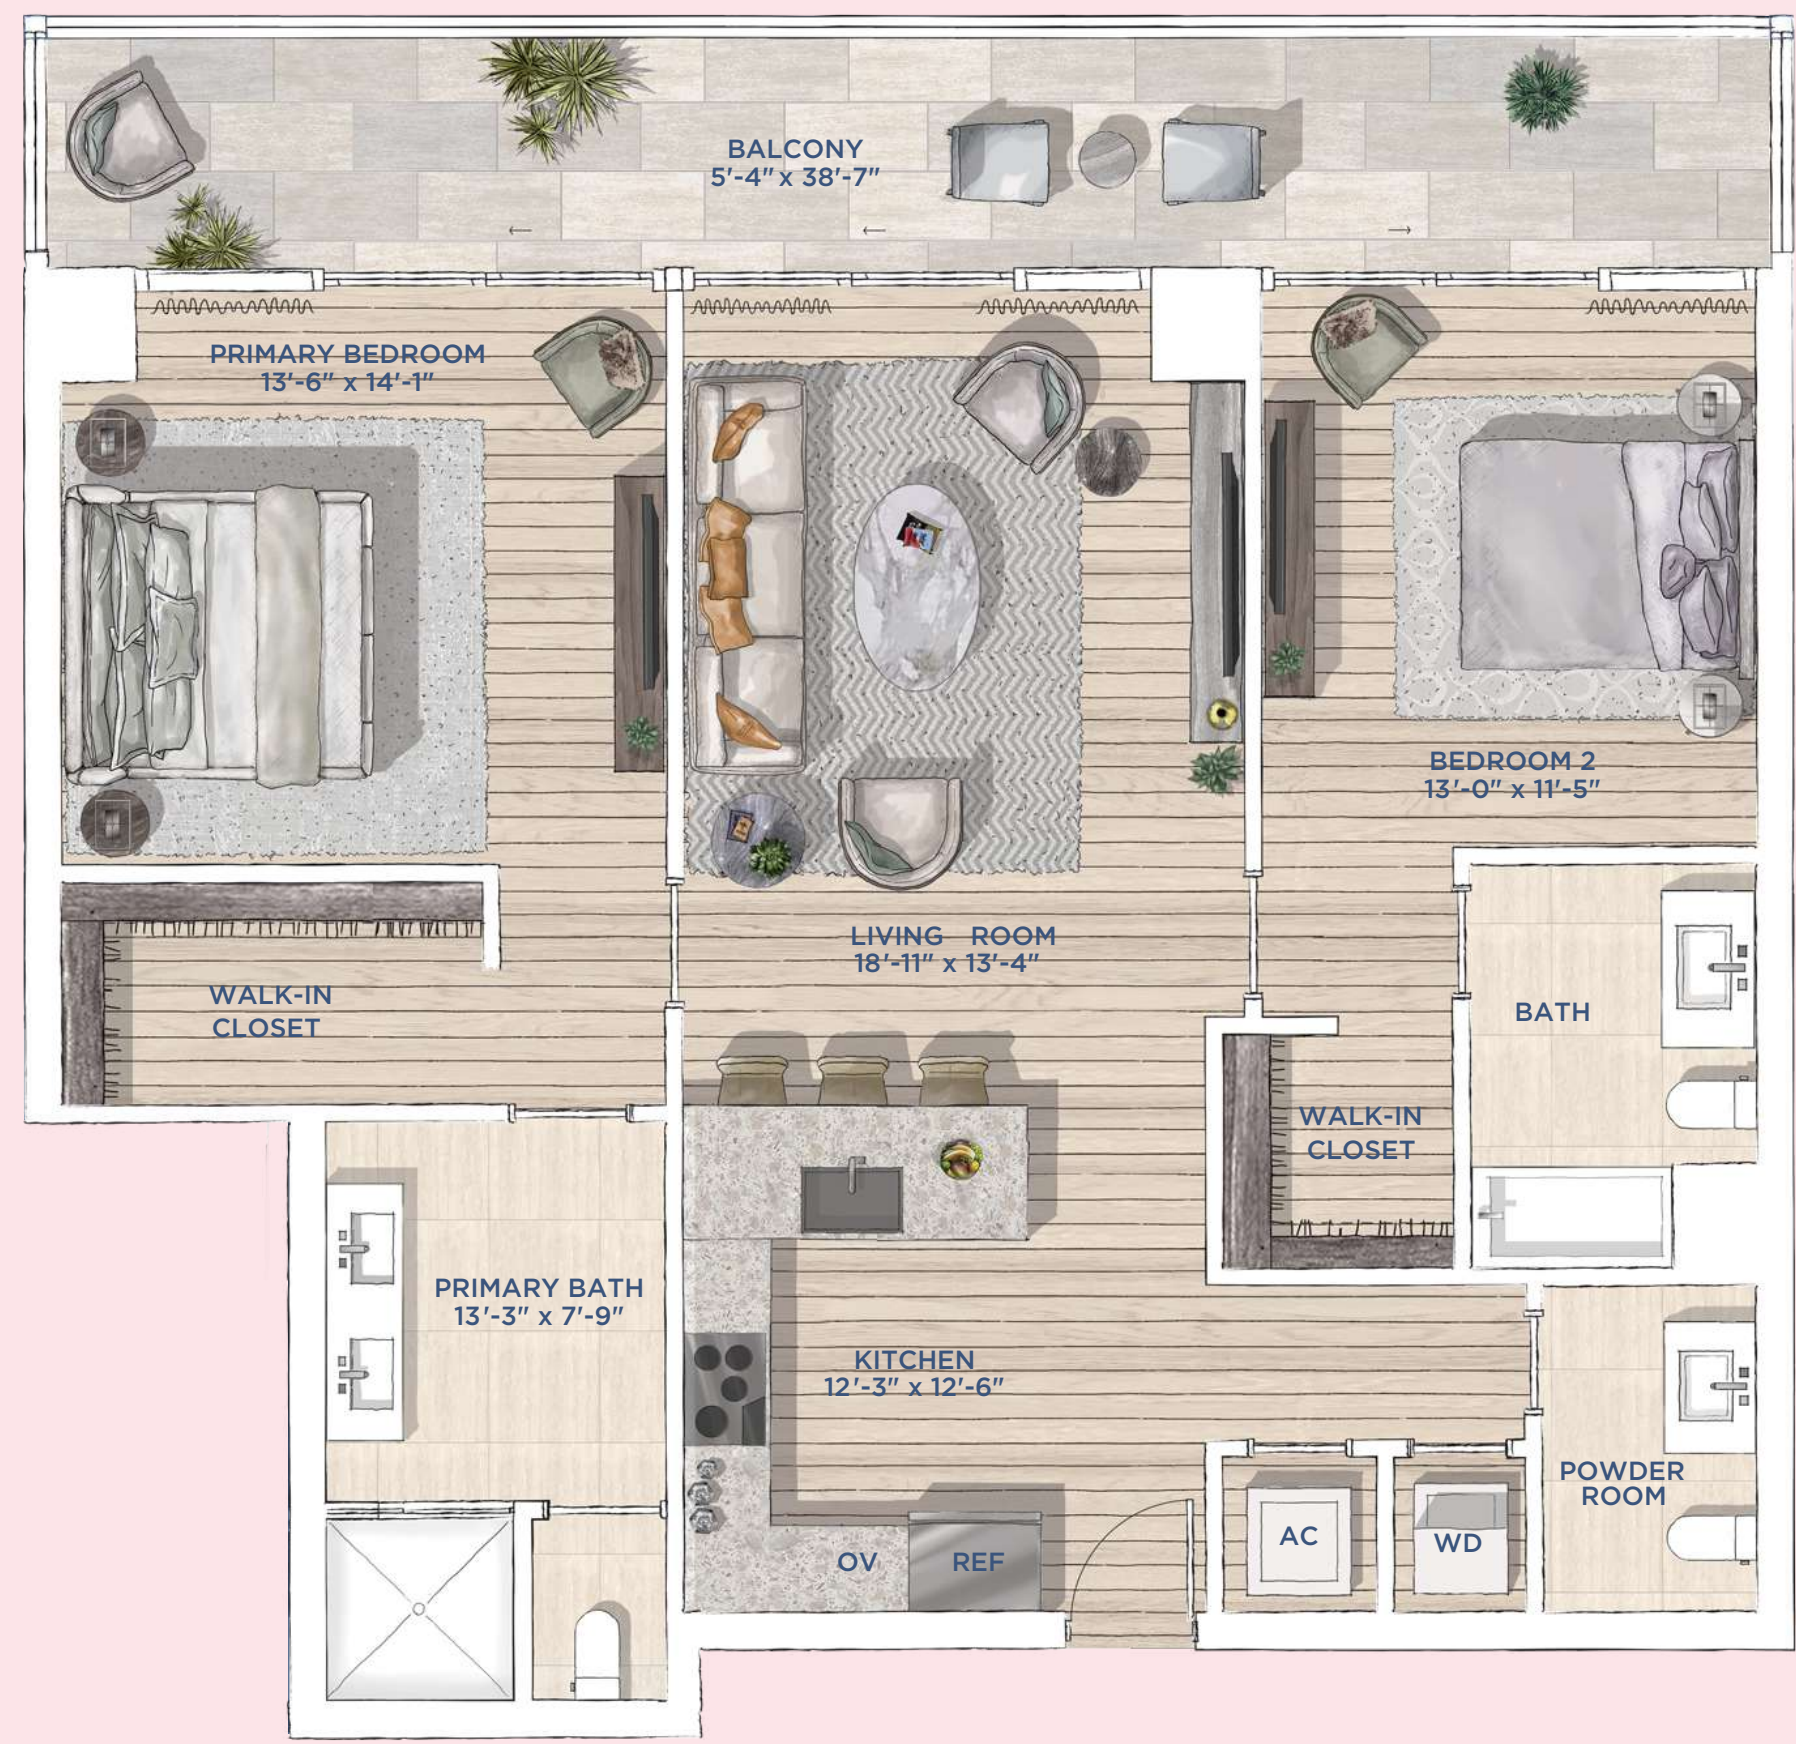 BALCONY
5'-4" x 38'-7"
PRIMARY BEDROOM
13'-6" x 14'-1"
BEDROOM 2
13'-0" x 11'-5"
LIVING ROOM
18'-11" x 13'-4"
WALK-IN
CLOSET
BATH
WALK-IN
CLOSET
PRIMARY BATH
13'-3" x 7'-9"
KITCHEN
12'-3" x 12'-6"
POWDER
ROOM
AC
WD
OV
REF